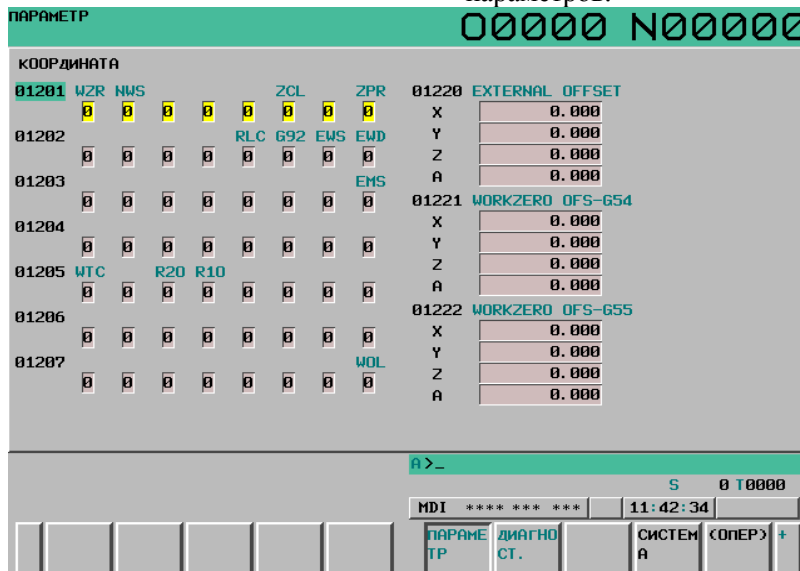 параметров.
ПАРАМЕТР O0000 N00000
КООРДИНАТА
01201 WZR NWS ZCL ZPR
0 0 0 0 0 0 0 0
01202 RLC G92 EWS EWD
0 0 0 0 0 0 0 0
01203 EMS
0 0 0 0 0 0 0 0
01204
0 0 0 0 0 0 0 0
01205 WTC R20 R10
0 0 0 0 0 0 0 0
01206
0 0 0 0 0 0 0 0
01207 WOL
0 0 0 0 0 0 0 0
01220 EXTERNAL OFFSET
X 0.000
Y 0.000
Z 0.000
A 0.000
01221 WORKZERO OFS-G54
X 0.000
Y 0.000
Z 0.000
A 0.000
01222 WORKZERO OFS-G55
X 0.000
Y 0.000
Z 0.000
A 0.000
A>_
S 0 T0000
MDI **** *** *** 11:42:34
ПАРАМЕ ДИАГНО СИСТЕМ (ОПЕР) +
ТР СТ. А